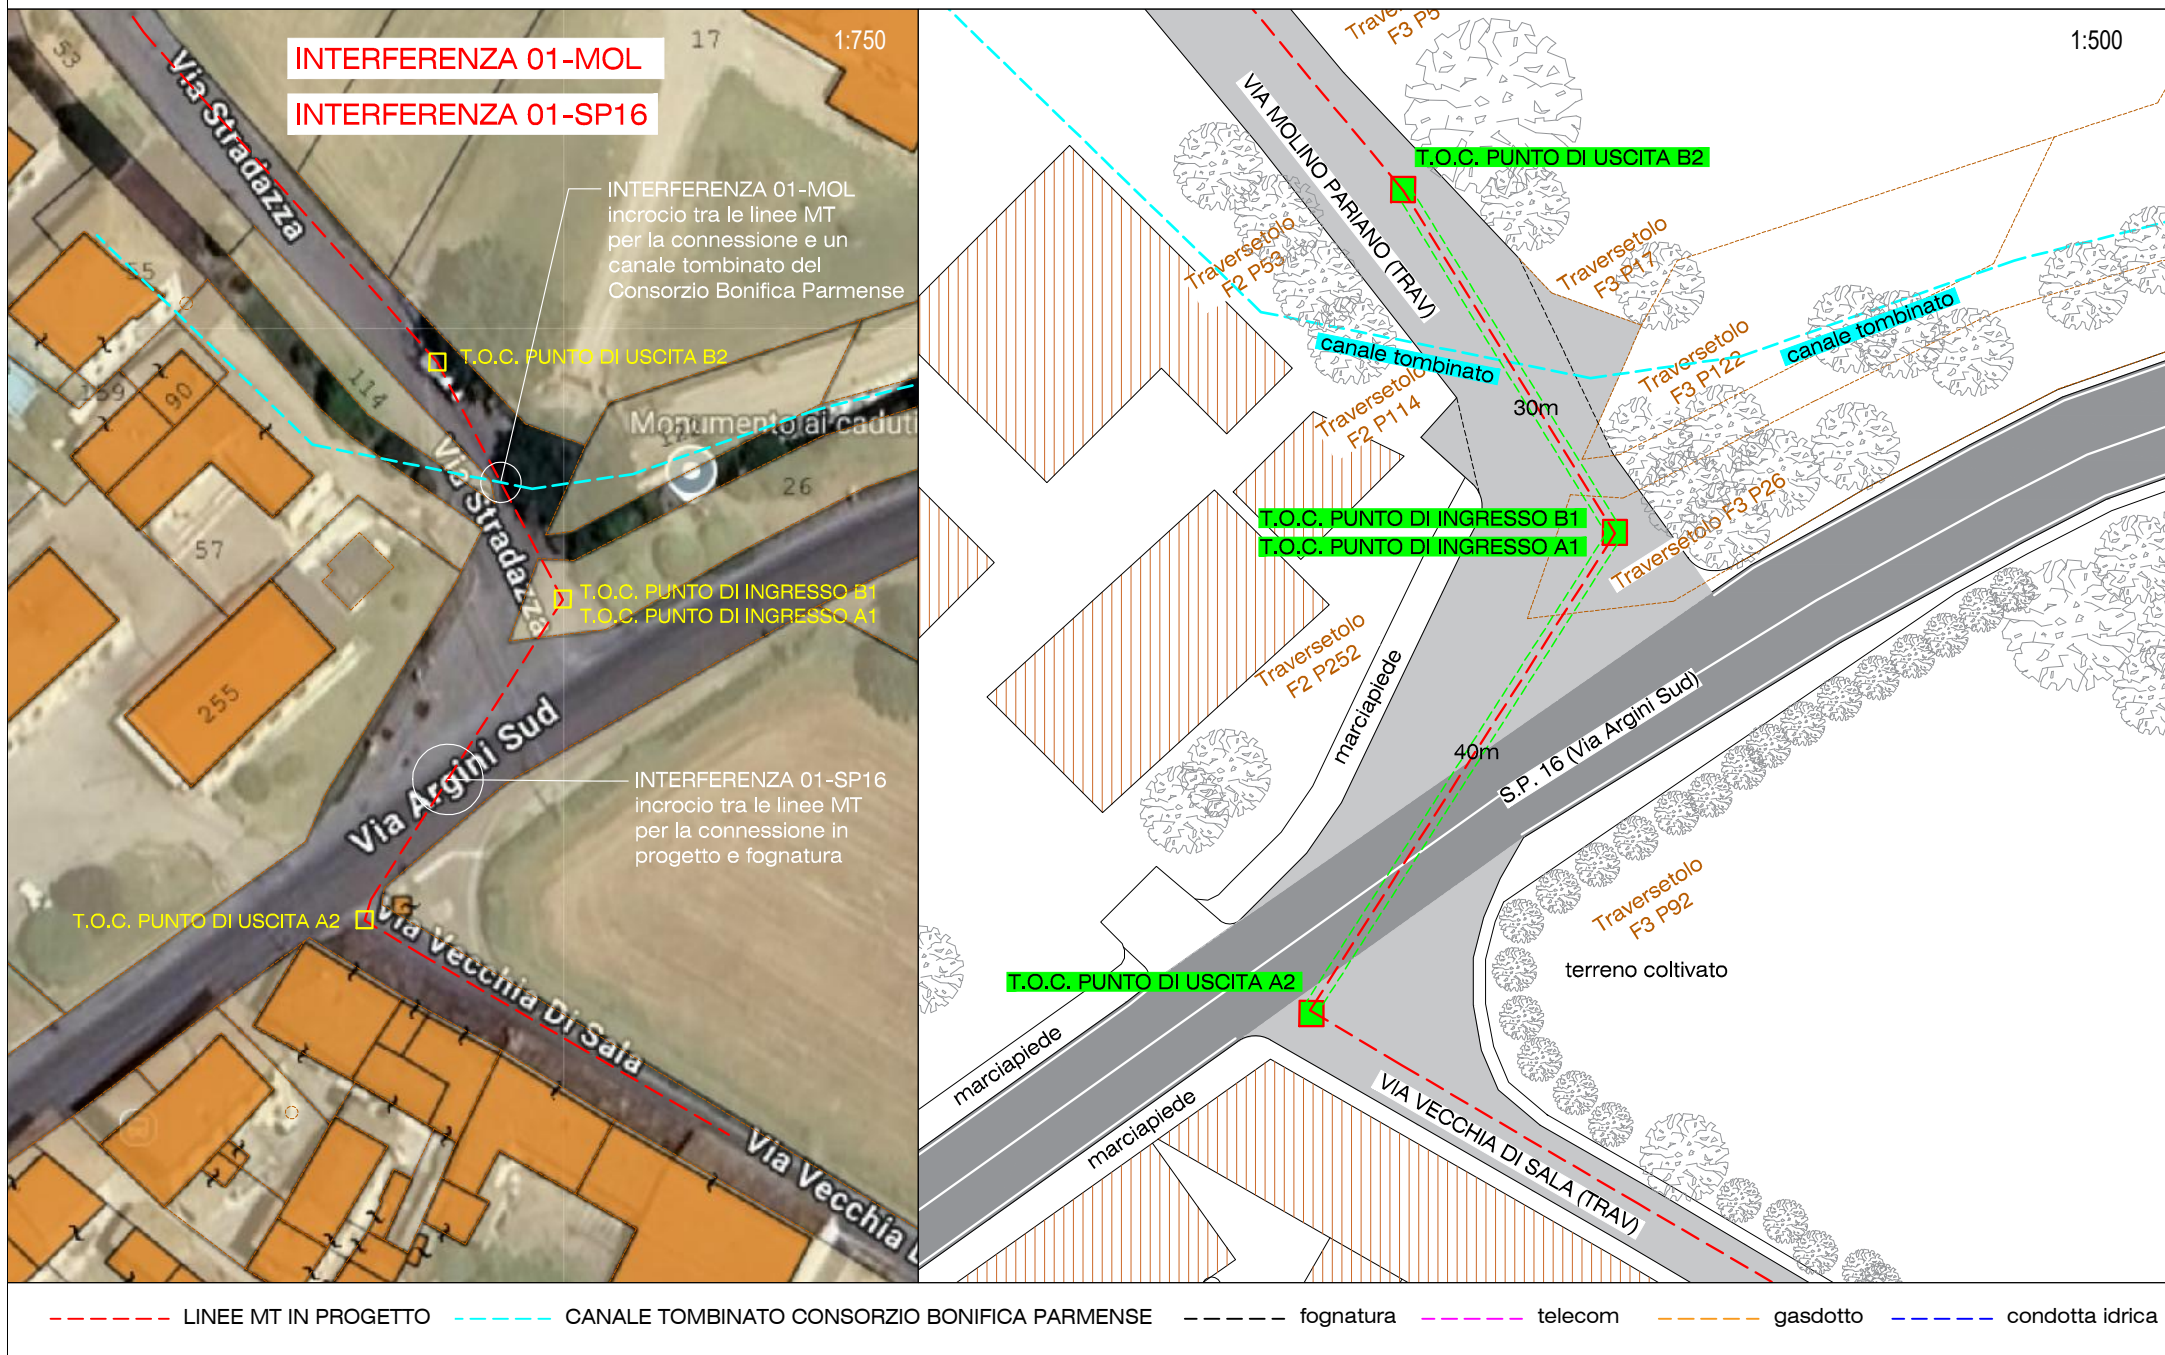 INTERFERENZA 01-MOL
INTERFERENZA 01-SP16
1:750
17
53
Via Stradazza
INTERFERENZA 01-MOL
incrocio tra le linee MT
per la connessione e un
canale tombinato del
Consorzio Bonifica Parmense
55
T.O.C. PUNTO DI USCITA B2
159
90
114
Monumento ai caduti
Via Stradazza
26
57
T.O.C. PUNTO DI INGRESSO B1
T.O.C. PUNTO DI INGRESSO A1
255
Via Argini Sud
INTERFERENZA 01-SP16
incrocio tra le linee MT
per la connessione in
progetto e fognatura
T.O.C. PUNTO DI USCITA A2
Via Vecchia Di Sala
Via Vecchia
1:500
F3 P5
VIA MOLINO PARIANO (TRAV)
T.O.C. PUNTO DI USCITA B2
Traversetolo
F2 P53
Traversetolo
F3 P17
canale tombinato
canale tombinato
Traversetolo
F3 P122
Traversetolo
F2 P114
30m
T.O.C. PUNTO DI INGRESSO B1
T.O.C. PUNTO DI INGRESSO A1
Traversetolo F3 P26
Traversetolo
F2 P252
marciapiede
40m
S.P. 16 (Via Argini Sud)
Traversetolo
F3 P92
terreno coltivato
T.O.C. PUNTO DI USCITA A2
marciapiede
marciapiede
VIA VECCHIA DI SALA (TRAV)
LINEE MT IN PROGETTO
CANALE TOMBINATO CONSORZIO BONIFICA PARMENSE
fognatura
telecom
gasdotto
condotta idrica